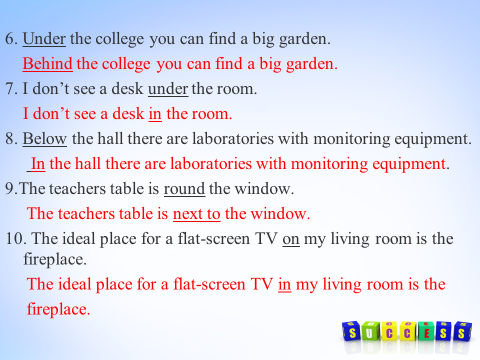 6. Under the college you can find a big garden.
Behind the college you can find a big garden.
7. I don’t see a desk under the room.
I don’t see a desk in the room.
8. Below the hall there are laboratories with monitoring equipment.
In the hall there are laboratories with monitoring equipment.
9.The teachers table is round the window.
The teachers table is next to the window.
10. The ideal place for a flat-screen TV on my living room is the
fireplace.
The ideal place for a flat-screen TV in my living room is the
fireplace.
SUCCESS